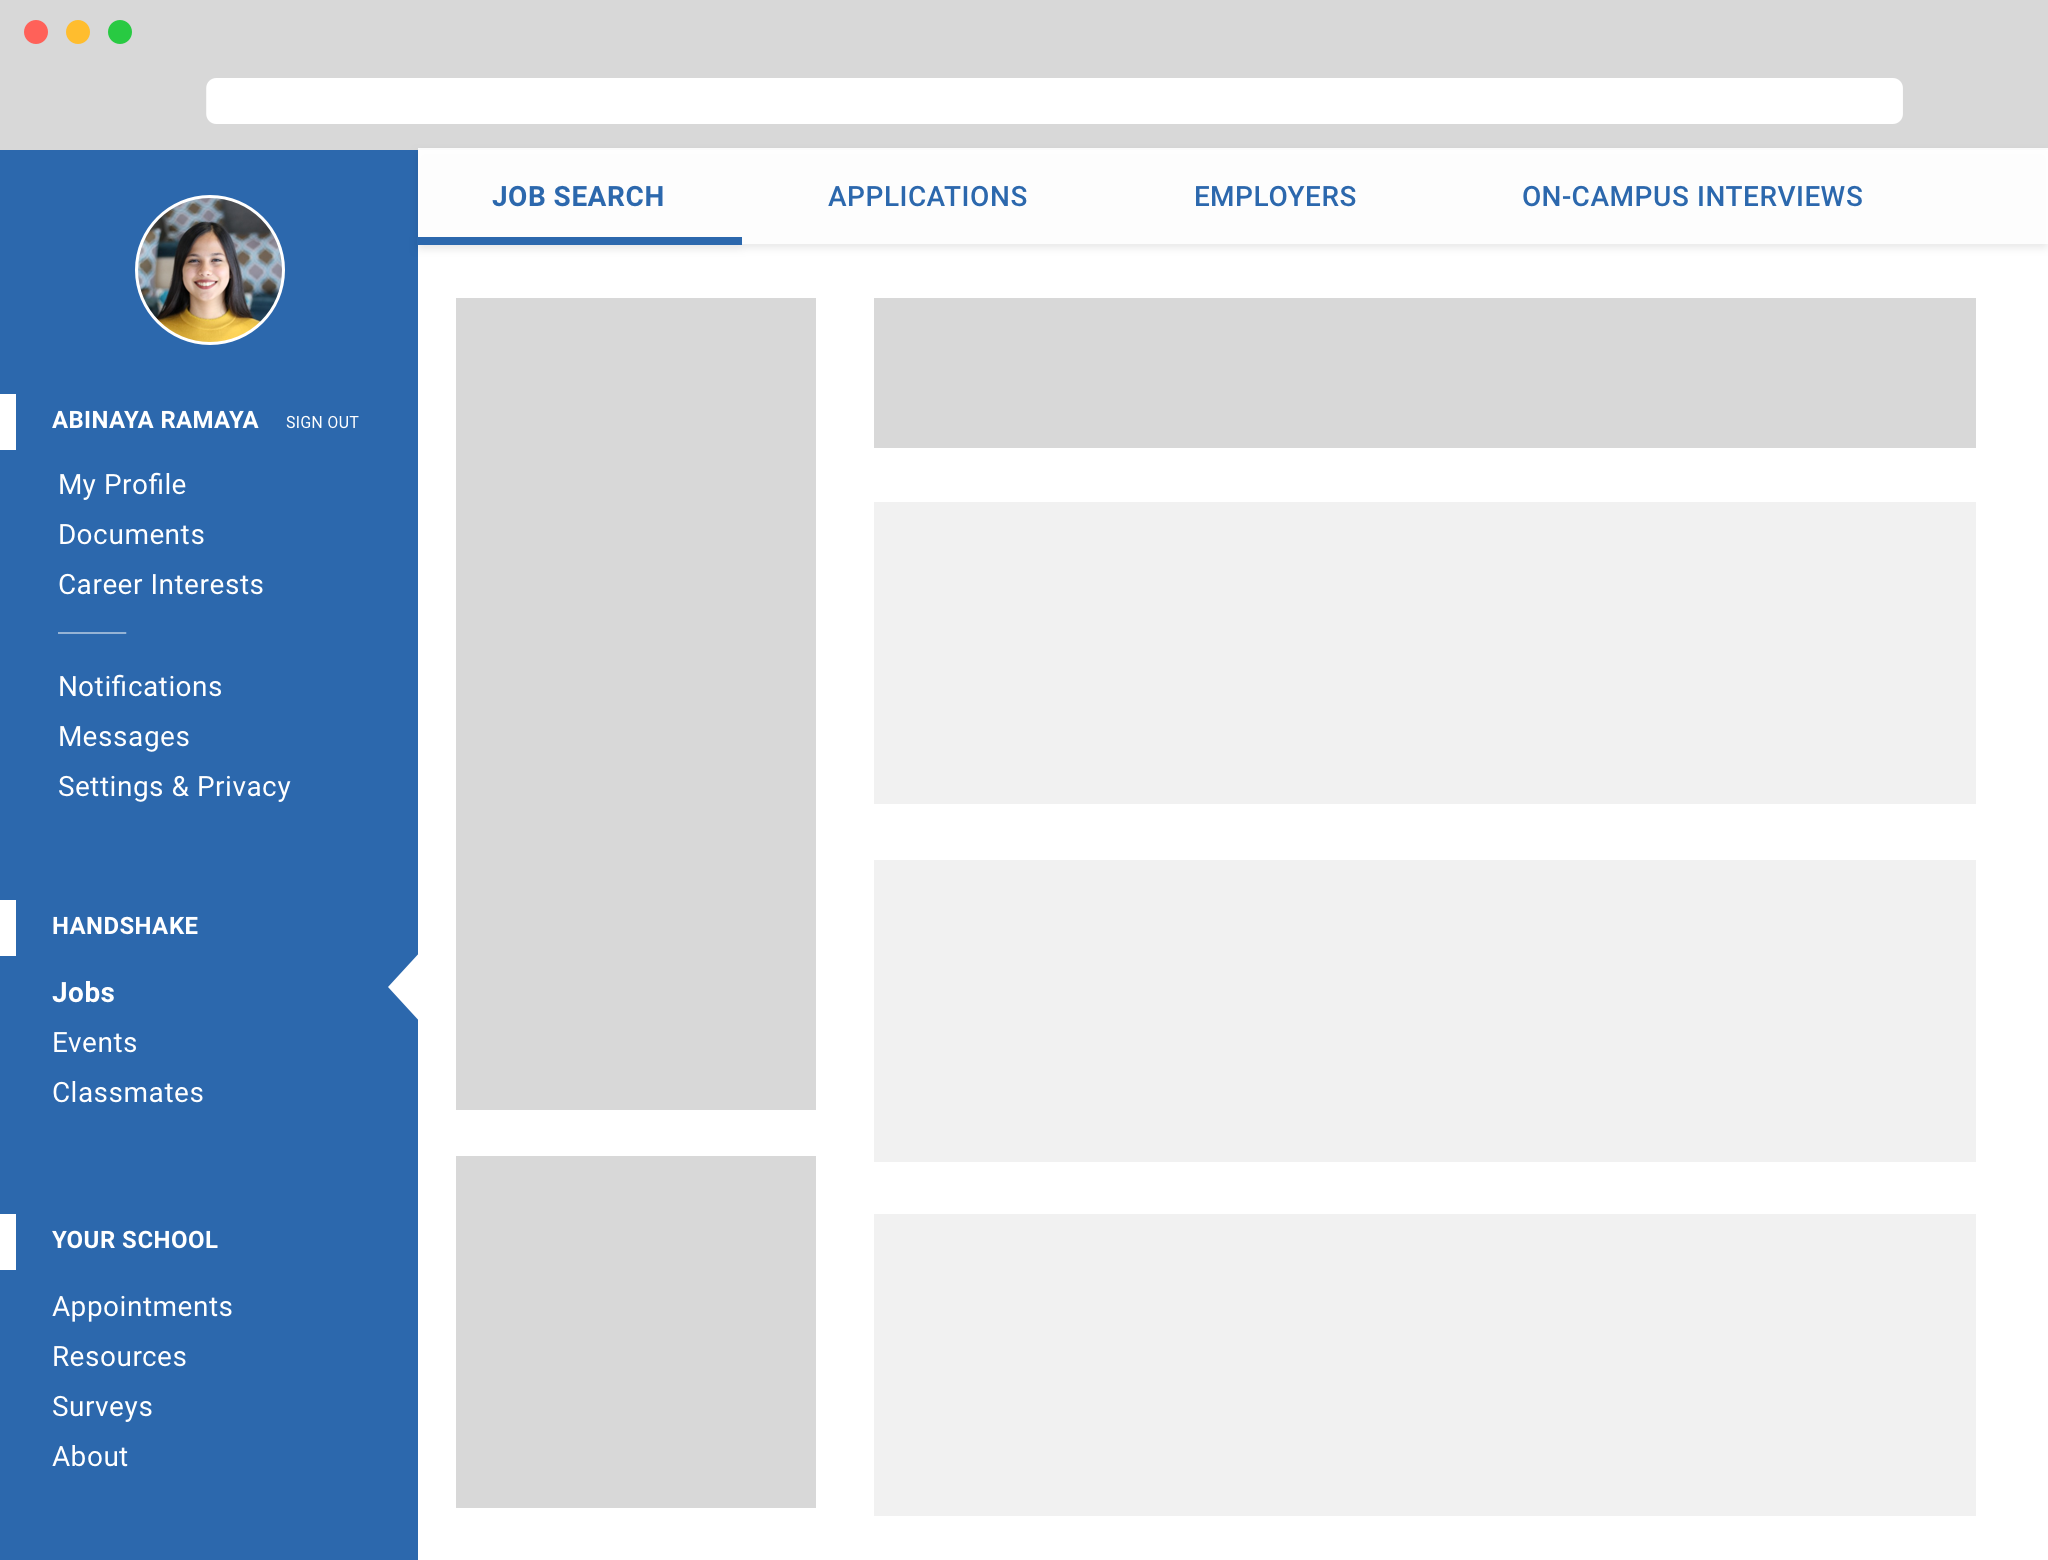 JOB SEARCH
APPLICATIONS
EMPLOYERS
ON-CAMPUS INTERVIEWS
ABINAYA RAMAYA
SIGN OUT
My Profile
Documents
Career Interests
Notifications
Messages
Settings & Privacy
HANDSHAKE
Jobs
Events
Classmates
YOUR SCHOOL
Appointments
Resources
Surveys
About